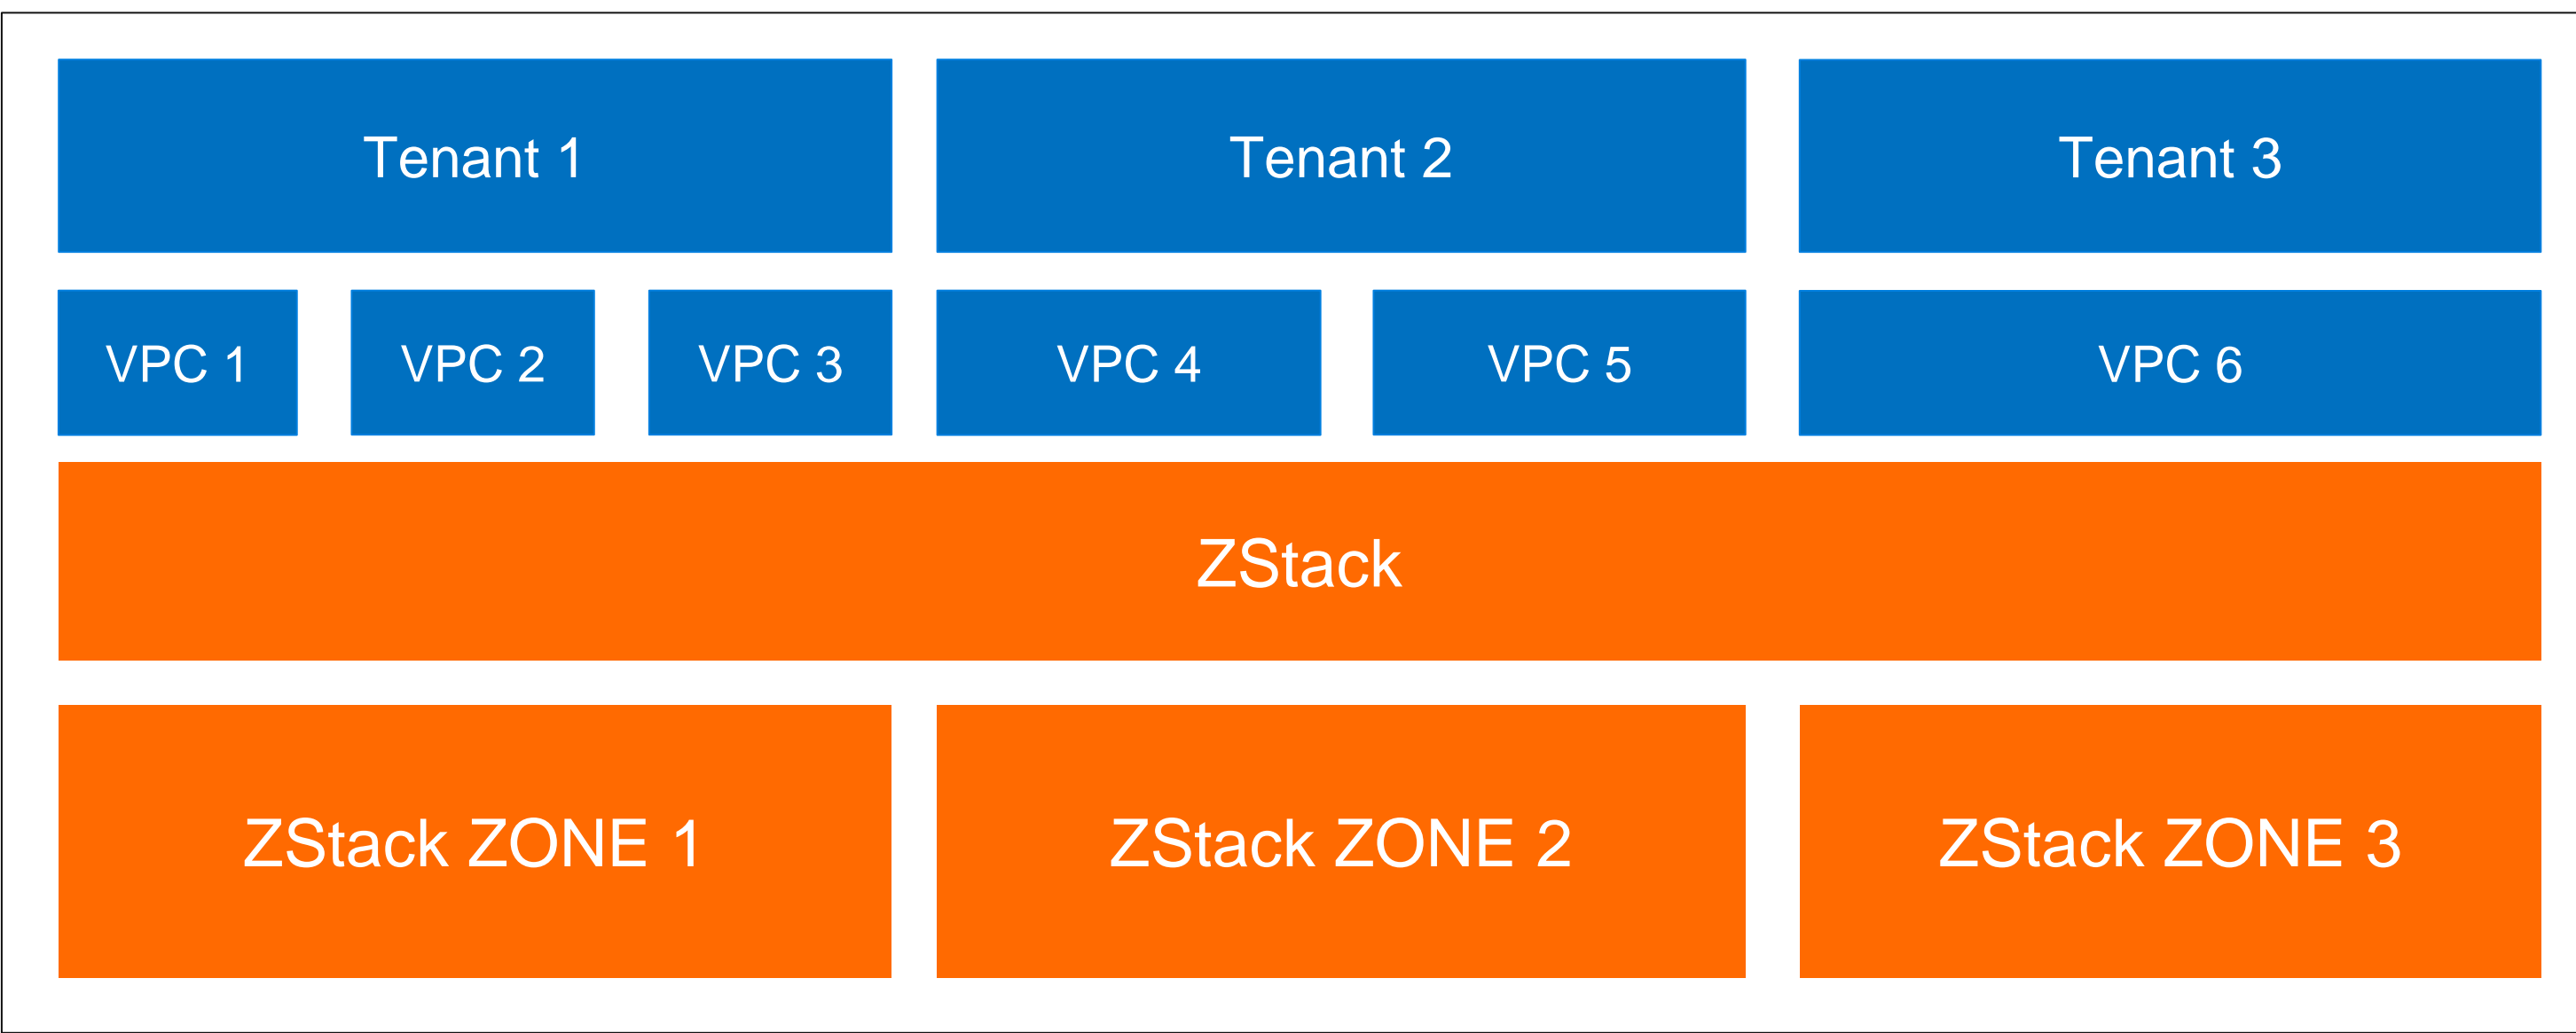 Tenant 1
Tenant 2
Tenant 3
VPC 1
VPC 2
VPC 3
VPC 4
VPC 5
VPC 6
ZStack
ZStack ZONE 1
ZStack ZONE 2
ZStack ZONE 3